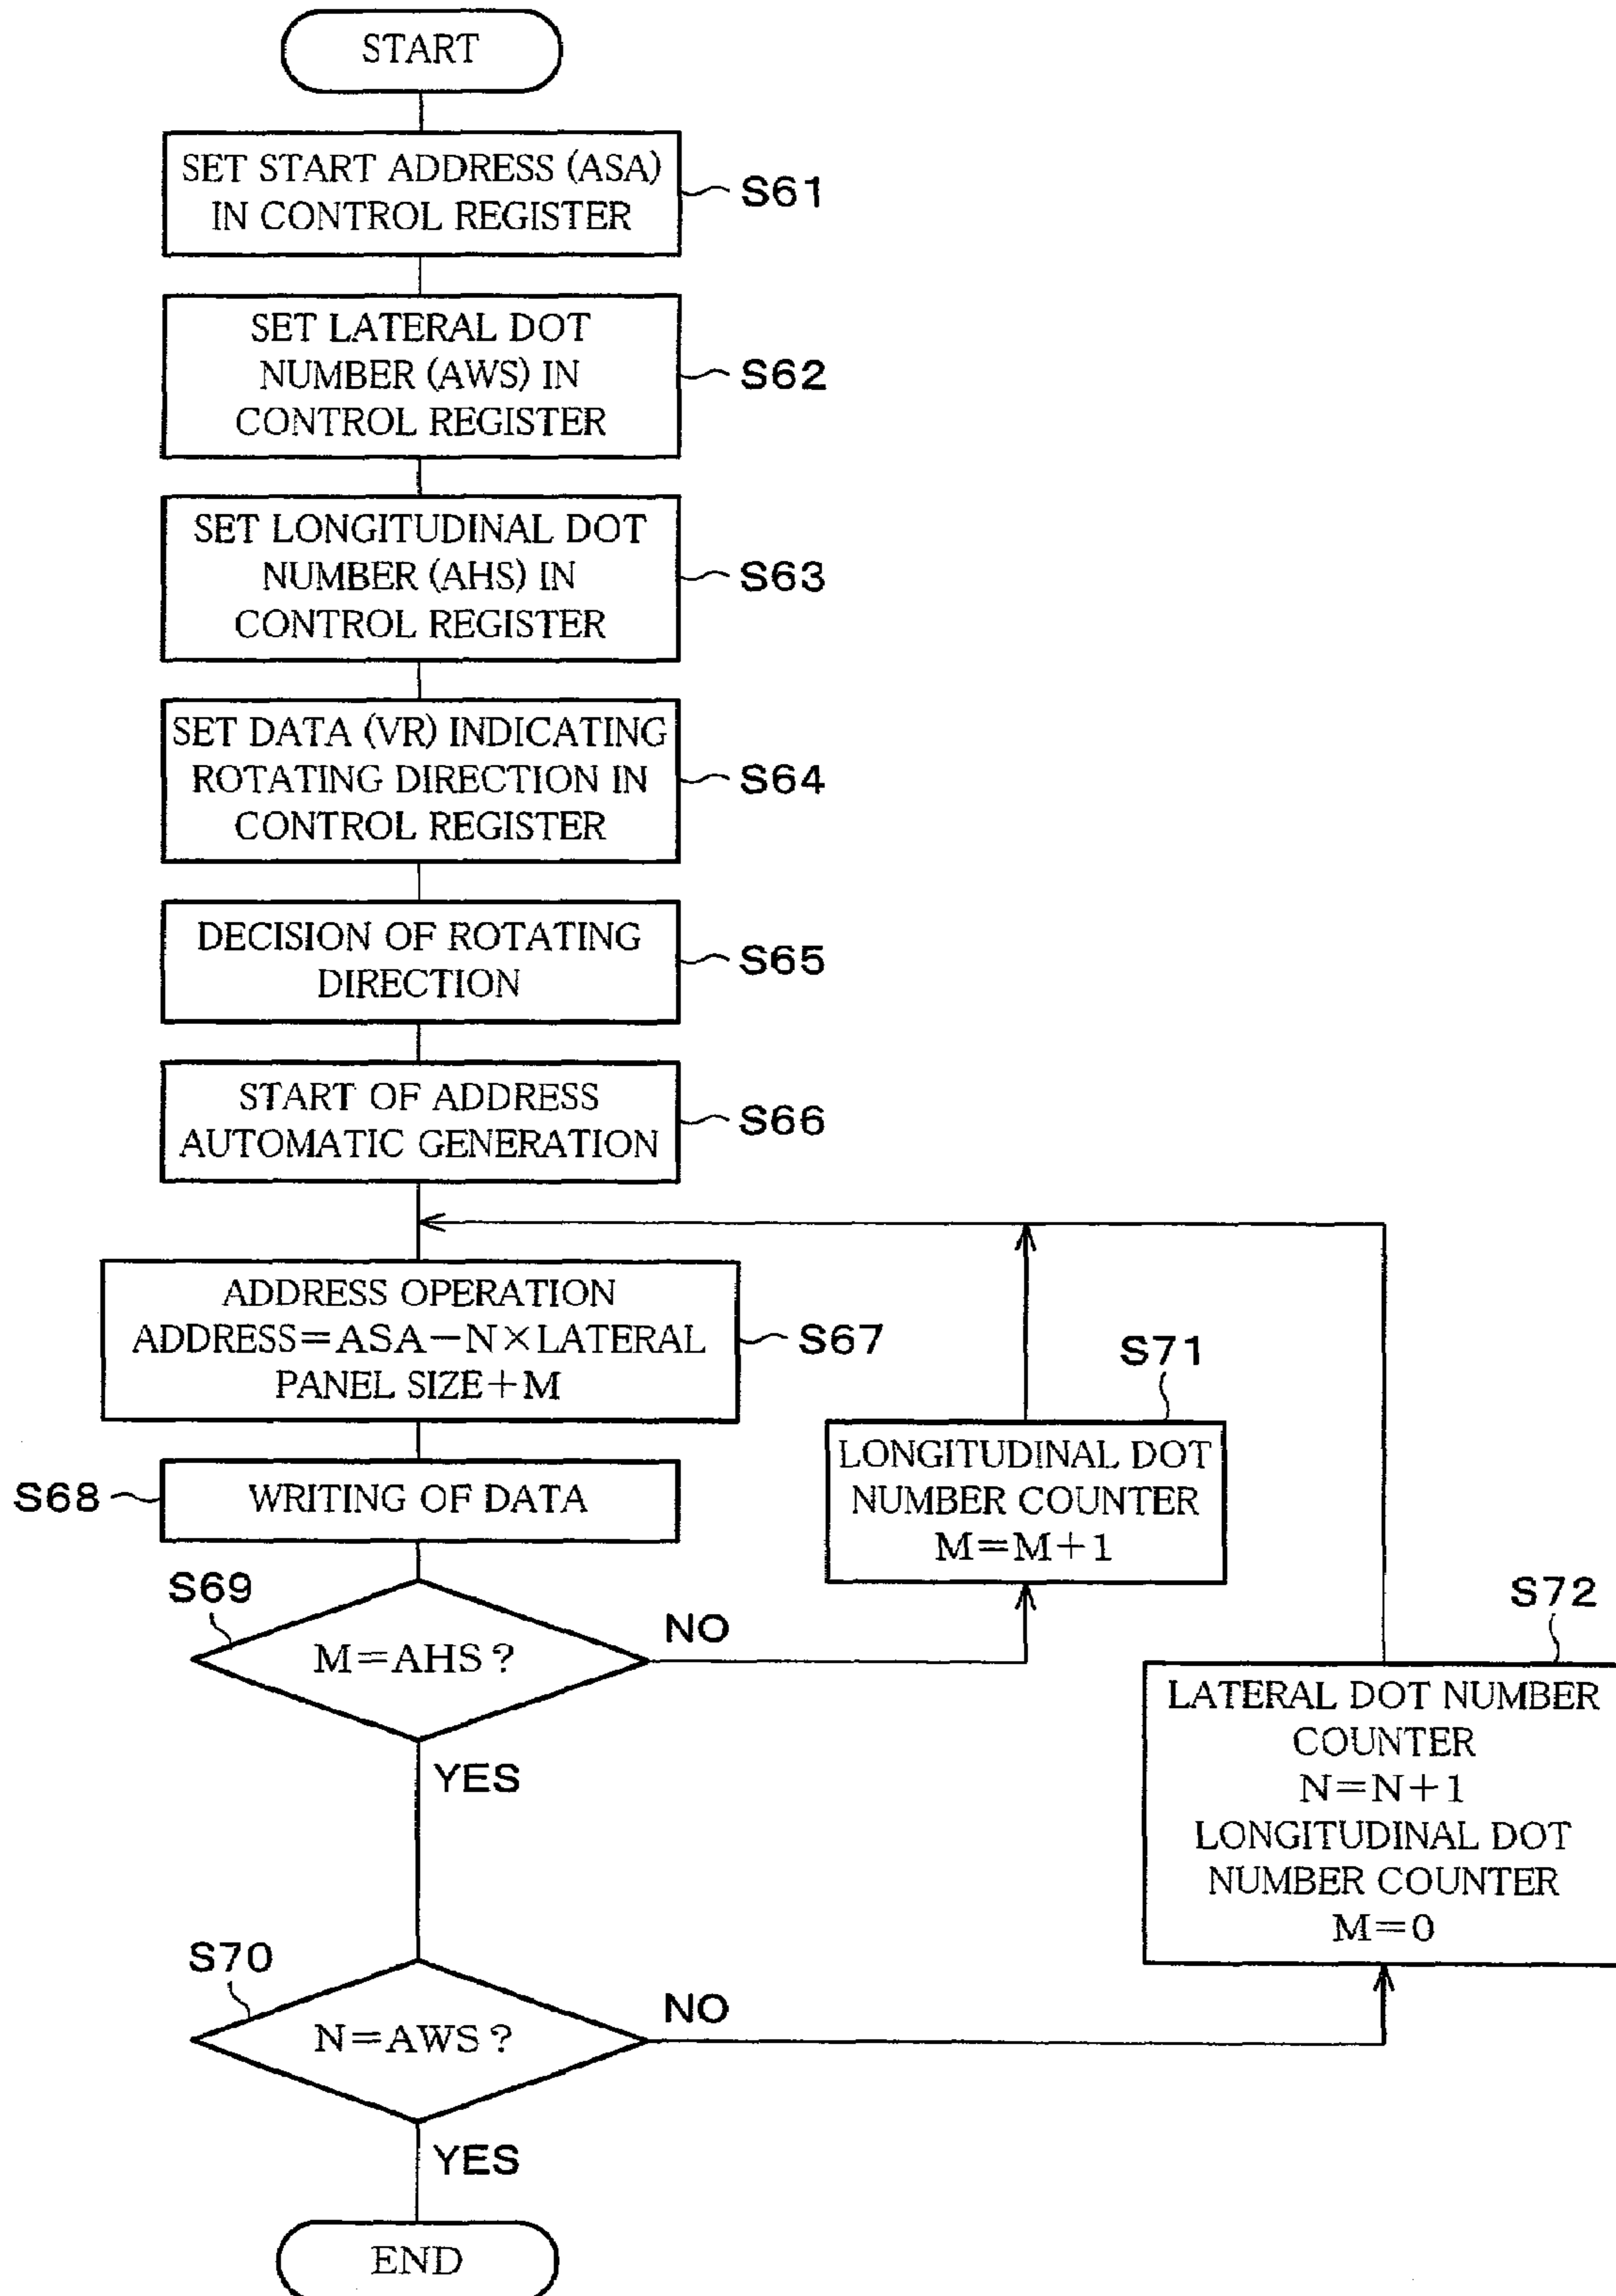 START
SET START ADDRESS (ASA)
IN CONTROL REGISTER
S61
SET LATERAL DOT
NUMBER (AWS) IN
CONTROL REGISTER
S62
SET LONGITUDINAL DOT
NUMBER (AHS) IN
CONTROL REGISTER
S63
SET DATA (VR) INDICATING
ROTATING DIRECTION IN
CONTROL REGISTER
S64
DECISION OF ROTATING
DIRECTION
S65
START OF ADDRESS
AUTOMATIC GENERATION
S66
ADDRESS OPERATION
ADDRESS=ASA−N×LATERAL
PANEL SIZE+M
S67
S68
WRITING OF DATA
S71
LONGITUDINAL DOT
NUMBER COUNTER
M=M+1
S69
M=AHS?
NO
YES
S72
LATERAL DOT NUMBER
COUNTER
N=N+1
LONGITUDINAL DOT
NUMBER COUNTER
M=0
S70
N=AWS?
NO
YES
END